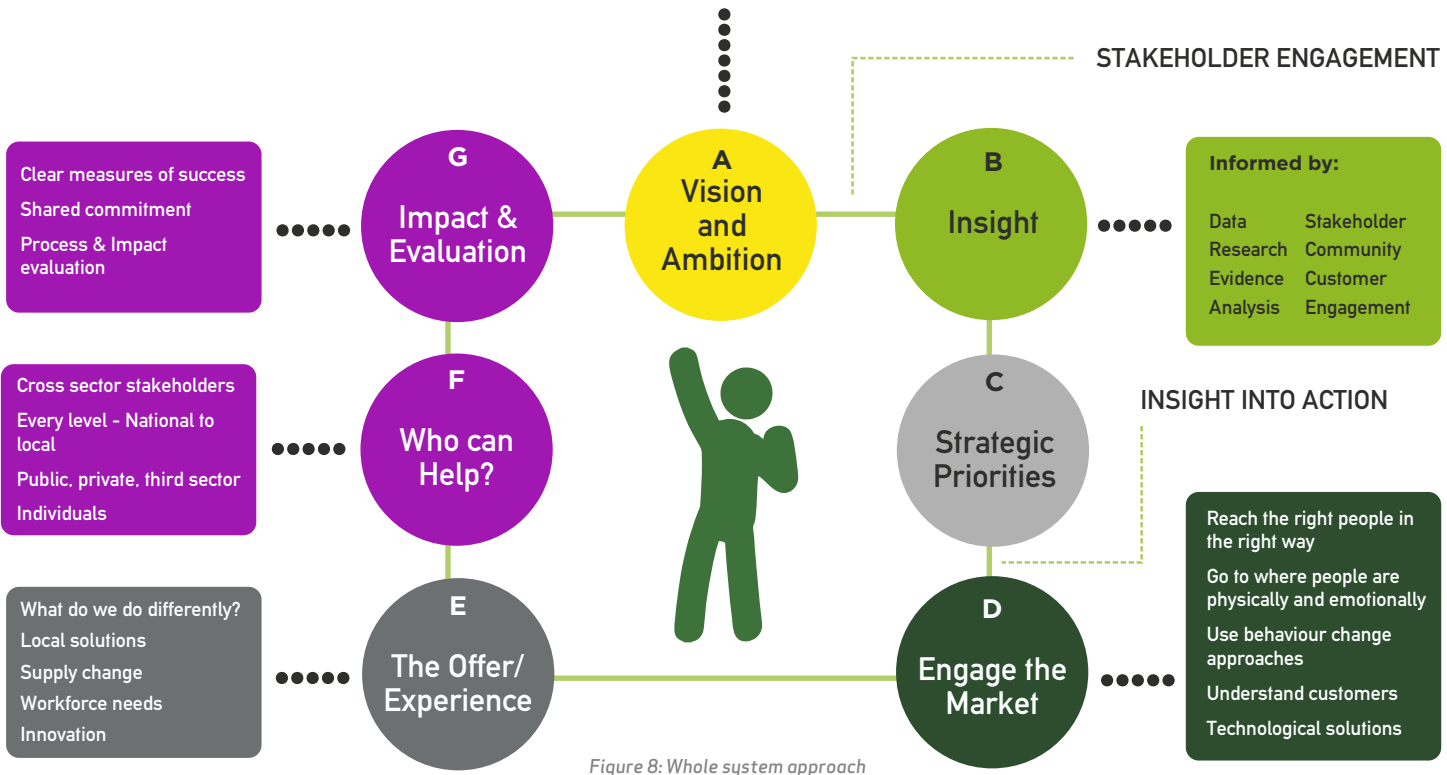 STAKEHOLDER ENGAGEMENT
A
Vision
and
Ambition
B
Insight
Informed by:
Data Stakeholder
Research Community
Evidence Customer
Analysis Engagement
C
Strategic
Priorities
INSIGHT INTO ACTION
D
Engage the
Market
Reach the right people in
the right way
Go to where people are
physically and emotionally
Use behaviour change
approaches
Understand customers
Technological solutions
E
The Offer/
Experience
What do we do differently?
Local solutions
Supply change
Workforce needs
Innovation
F
Who can
Help?
Cross sector stakeholders
Every level - National to
local
Public, private, third sector
Individuals
G
Impact &
Evaluation
Clear measures of success
Shared commitment
Process & Impact
evaluation
Figure 8: Whole system approach